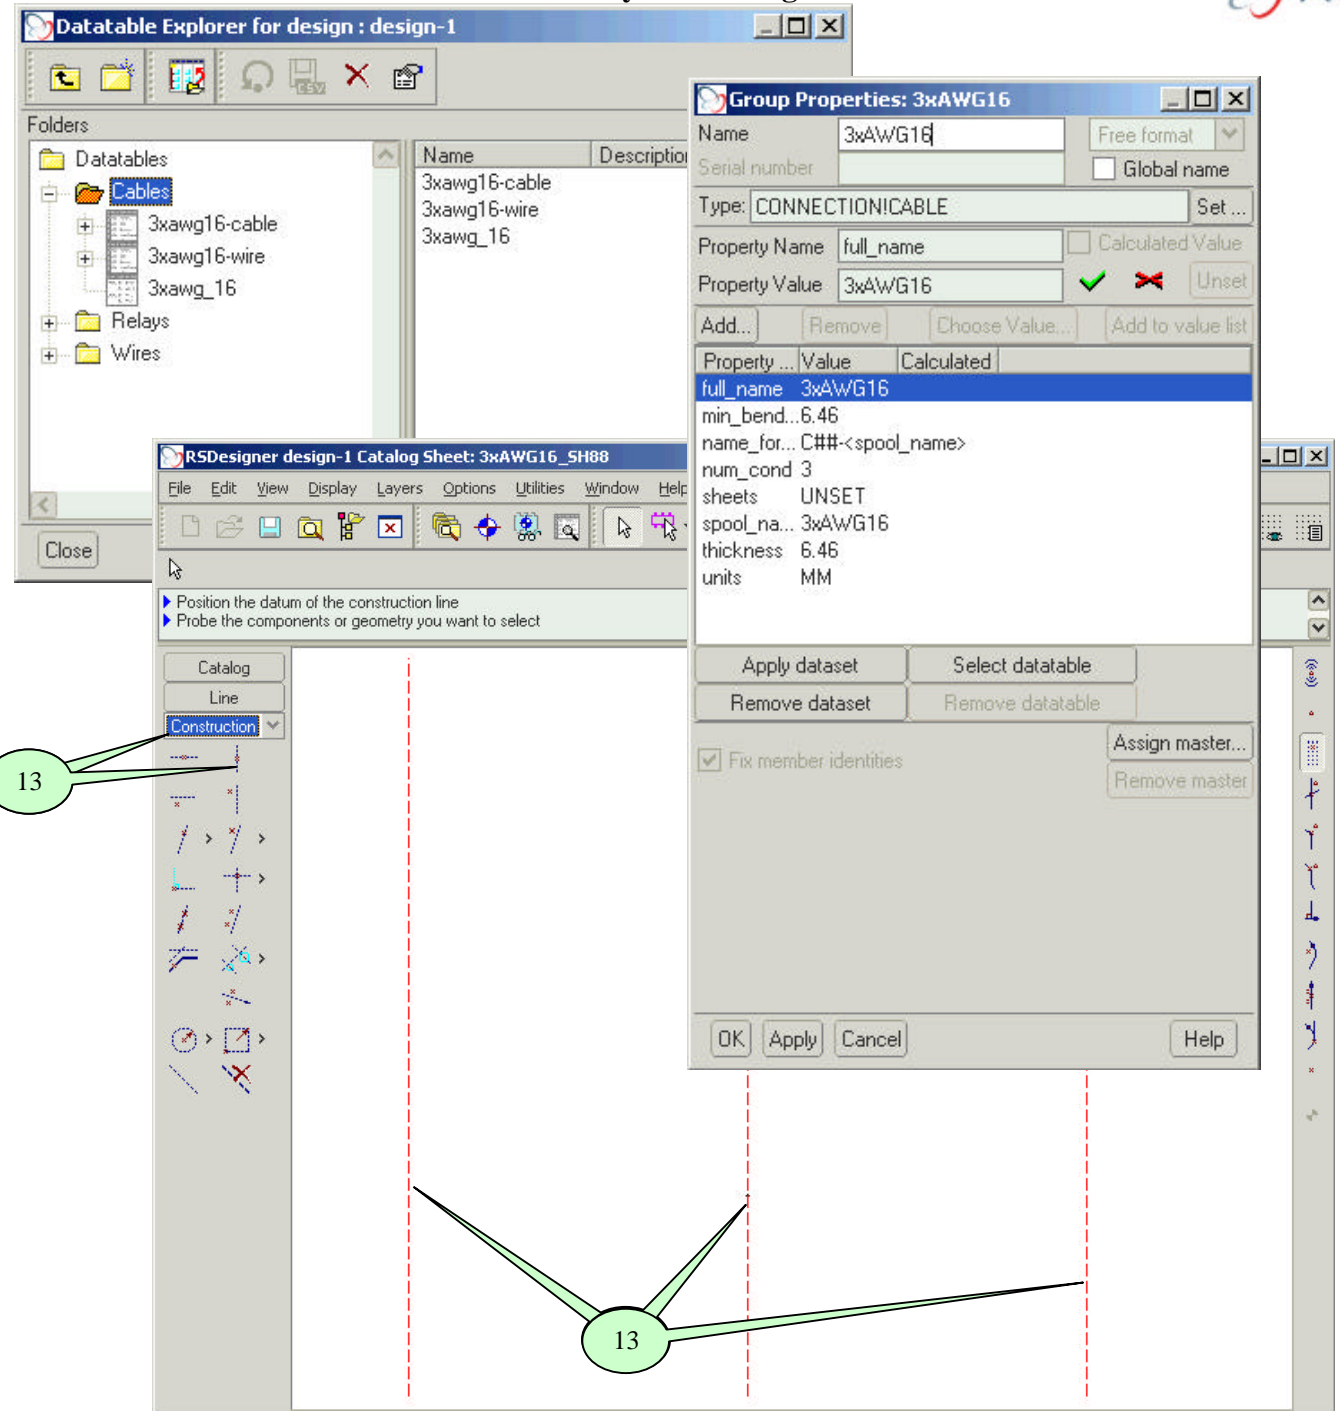 Datatable Explorer for design : design-1
Folders
Datatables
Cables
3xawg16-cable
3xawg16-wire
3xawg_16
Relays
Wires
Close
Name Description
3xawg16-cable
3xawg16-wire
3xawg_16
CSV
Group Properties: 3xAWG16
Name 3xAWG16 Free format
Serial number Global name
Type: CONNECTION!CABLE Set ...
Property Name full_name Calculated Value
Property Value 3xAWG16 Unset
Add... Remove Choose Value... Add to value list
Property ... Value Calculated
full_name 3xAWG16
min_bend... 6.46
name_for... C##-<spool_name>
num_cond 3
sheets UNSET
spool_na... 3xAWG16
thickness 6.46
units MM
Apply dataset Select datatable
Remove dataset Remove datatable
Assign master...
Fix member identities
Remove master
OK Apply Cancel Help
RSDesigner design-1 Catalog Sheet: 3xAWG16_SH88
File Edit View Display Layers Options Utilities Window Help
Position the datum of the construction line
Probe the components or geometry you want to select
Catalog
Line
Construction
13
13